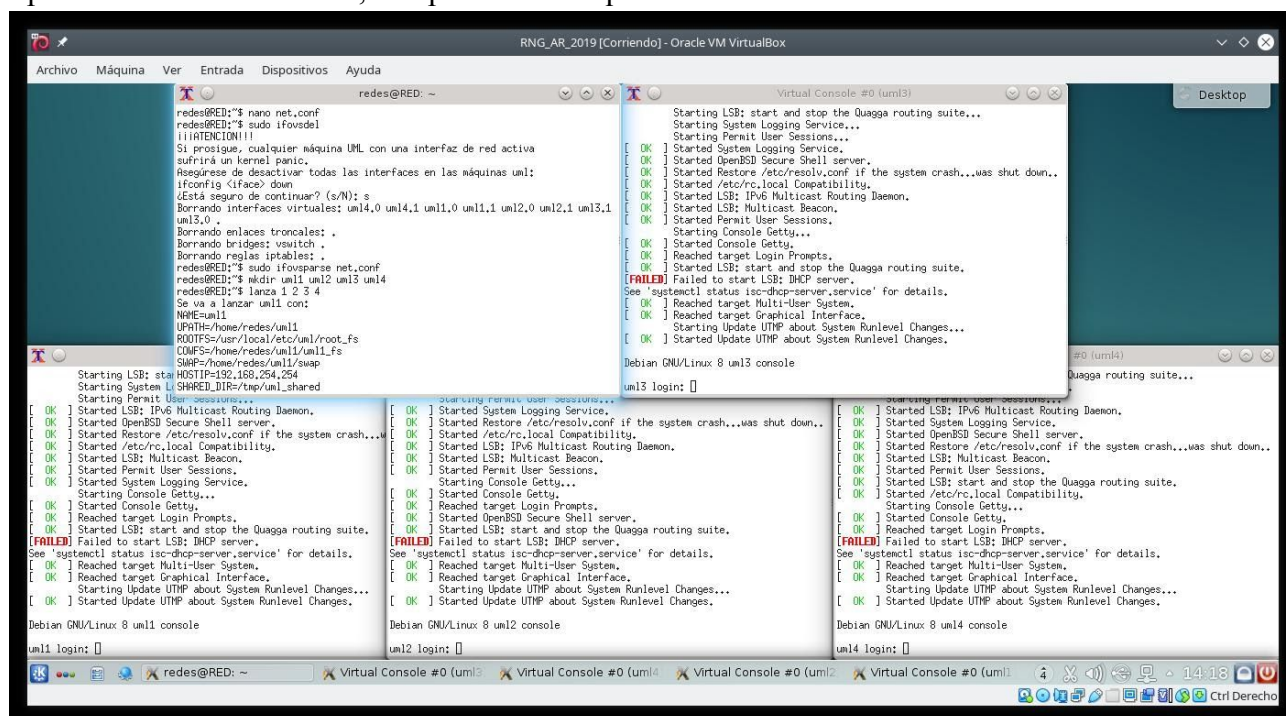 RNG_AR_2019 [Corriendo] - Oracle VM VirtualBox
Archivo Máquina Ver Entrada Dispositivos Ayuda
Desktop
redes@RED: ~
redes@RED:~$ nano net.conf
redes@RED:~$ sudo ifovsdel
¡¡¡ATENCION!!!
Si prosigue, cualquier máquina UML con una interfaz de red activa
sufrirá un kernel panic.
Asegúrese de desactivar todas las interfaces en las máquinas uml:
ifconfig <iface> down
¿Está seguro de continuar? (s/N): s
Borrando interfaces virtuales: uml4.0 uml4.1 uml1.0 uml1.1 uml2.0 uml2.1 uml3.1
uml3.0 .
Borrando enlaces troncales: .
Borrando bridges: vswitch .
Borrando reglas iptables: .
redes@RED:~$ sudo ifovsparse net.conf
redes@RED:~$ mkdir uml1 uml2 uml3 uml4
redes@RED:~$ lanza 1 2 3 4
Se va a lanzar uml1 con:
NAME=uml1
UPATH=/home/redes/uml1
ROOTFS=/usr/local/etc/uml/root_fs
COWFS=/home/redes/uml1/uml1_fs
SWAP=/home/redes/uml1/swap
HOSTIP=192.168.254.254
SHARED_DIR=/tmp/uml_shared
Virtual Console #0 (uml3)
Starting LSB: start and stop the Quagga routing suite...
Starting System Logging Service...
Starting Permit User Sessions...
[ OK ] Started System Logging Service.
[ OK ] Started OpenBSD Secure Shell server.
[ OK ] Started Restore /etc/resolv.conf if the system crash...was shut down..
[ OK ] Started /etc/rc.local Compatibility.
[ OK ] Started LSB: IPv6 Multicast Routing Daemon.
[ OK ] Started LSB: Multicast Beacon.
[ OK ] Started Permit User Sessions.
Starting Console Getty...
[ OK ] Started Console Getty.
[ OK ] Reached target Login Prompts.
[ OK ] Started LSB: start and stop the Quagga routing suite.
[FAILED] Failed to start LSB: DHCP server.
See 'systemctl status isc-dhcp-server.service' for details.
[ OK ] Reached target Multi-User System.
[ OK ] Reached target Graphical Interface.
Starting Update UTMP about System Runlevel Changes...
[ OK ] Started Update UTMP about System Runlevel Changes.
Debian GNU/Linux 8 uml3 console
uml3 login:
Starting LSB: sta
Starting System L
Starting Permit User Sessions...
[ OK ] Started LSB: IPv6 Multicast Routing Daemon.
[ OK ] Started OpenBSD Secure Shell server.
[ OK ] Started Restore /etc/resolv.conf if the system crash...w
[ OK ] Started /etc/rc.local Compatibility.
[ OK ] Started LSB: Multicast Beacon.
[ OK ] Started Permit User Sessions.
[ OK ] Started System Logging Service.
Starting Console Getty...
[ OK ] Started Console Getty.
[ OK ] Reached target Login Prompts.
[ OK ] Started LSB: start and stop the Quagga routing suite.
[FAILED] Failed to start LSB: DHCP server.
See 'systemctl status isc-dhcp-server.service' for details.
[ OK ] Reached target Multi-User System.
[ OK ] Reached target Graphical Interface.
Starting Update UTMP about System Runlevel Changes...
[ OK ] Started Update UTMP about System Runlevel Changes.
Debian GNU/Linux 8 uml1 console
uml1 login:
Starting Permit User Sessions...
[ OK ] Started System Logging Service.
[ OK ] Started Restore /etc/resolv.conf if the system crash...was shut down..
[ OK ] Started /etc/rc.local Compatibility.
[ OK ] Started LSB: IPv6 Multicast Routing Daemon.
[ OK ] Started LSB: Multicast Beacon.
[ OK ] Started Permit User Sessions.
Starting Console Getty...
[ OK ] Started Console Getty.
[ OK ] Reached target Login Prompts.
[ OK ] Started OpenBSD Secure Shell server.
[ OK ] Started LSB: start and stop the Quagga routing suite.
[FAILED] Failed to start LSB: DHCP server.
See 'systemctl status isc-dhcp-server.service' for details.
[ OK ] Reached target Multi-User System.
[ OK ] Reached target Graphical Interface.
Starting Update UTMP about System Runlevel Changes...
[ OK ] Started Update UTMP about System Runlevel Changes.
Debian GNU/Linux 8 uml2 console
uml2 login:
#0 (uml4)
Quagga routing suite...
Starting Permit User Sessions...
[ OK ] Started LSB: IPv6 Multicast Routing Daemon.
[ OK ] Started System Logging Service.
[ OK ] Started OpenBSD Secure Shell server.
[ OK ] Started Restore /etc/resolv.conf if the system crash...was shut down..
[ OK ] Started LSB: Multicast Beacon.
[ OK ] Started Permit User Sessions.
[ OK ] Started LSB: start and stop the Quagga routing suite.
[ OK ] Started /etc/rc.local Compatibility.
Starting Console Getty...
[ OK ] Started Console Getty.
[ OK ] Reached target Login Prompts.
[FAILED] Failed to start LSB: DHCP server.
See 'systemctl status isc-dhcp-server.service' for details.
[ OK ] Reached target Multi-User System.
[ OK ] Reached target Graphical Interface.
Starting Update UTMP about System Runlevel Changes...
[ OK ] Started Update UTMP about System Runlevel Changes.
Debian GNU/Linux 8 uml4 console
uml4 login:
redes@RED: ~ Virtual Console #0 (uml3 Virtual Console #0 (uml4 Virtual Console #0 (uml2 Virtual Console #0 (uml1 14:18
Ctrl Derecho